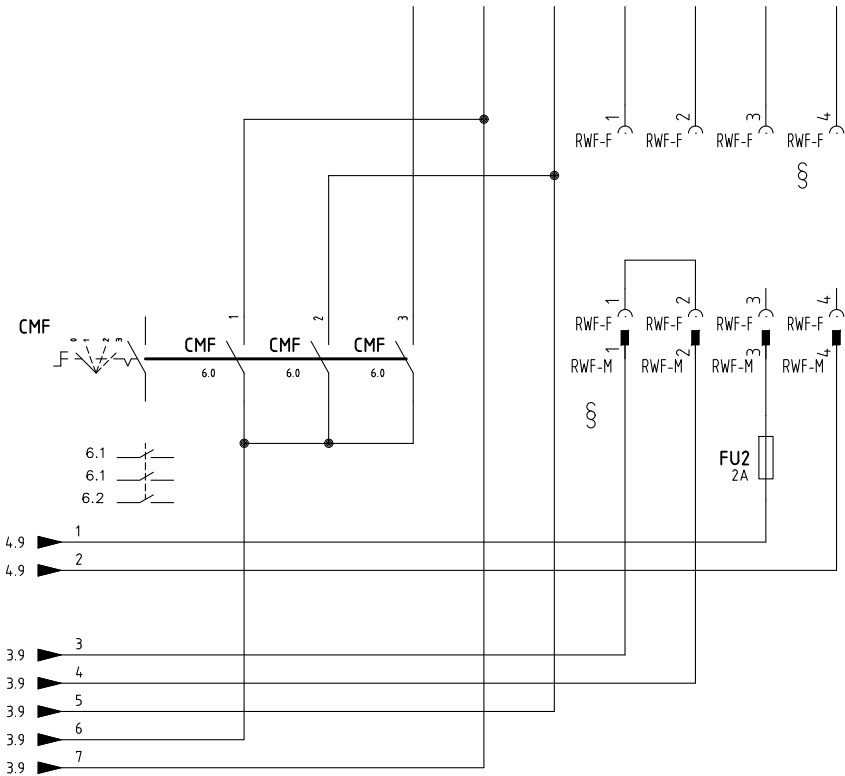 1 2 3 4
RWF-F RWF-F RWF-F RWF-F
§
§
1 2 3 4
CMF
0 1 2 3
1 2 3
CMF CMF CMF
6.0 6.0 6.0
RWF-F RWF-F RWF-F RWF-F
1 2 3 4
RWF-M RWF-M RWF-M RWF-M
§
§
6.1
6.1
6.2
FU2
2A
4.9 1
4.9 2
3.9 3
3.9 4
3.9 5
3.9 6
3.9 7